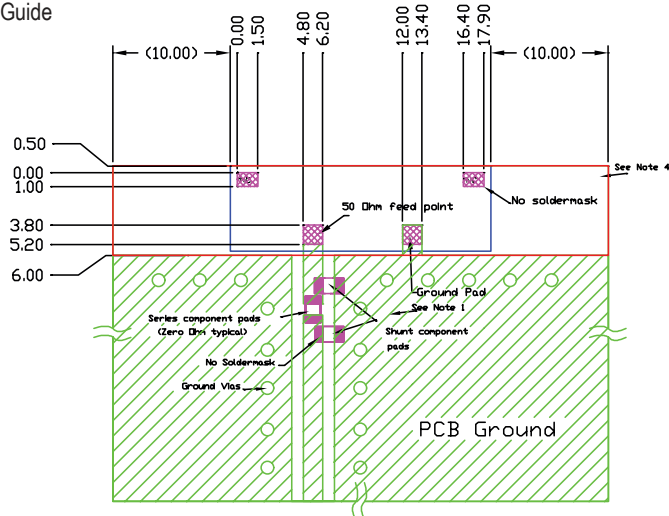 Guide
0.00
1.50
4.80
6.20
12.00
13.40
16.40
17.90
(10.00)
(10.00)
0.50
0.00
1.00
3.80
5.20
6.00
See Note 4
No soldermask
50 Ohm feed point
Ground Pad
See Note 1
Series component pads
(Zero Ohm typical)
Shunt component
pads
No Soldermask
Ground Vias
PCB Ground